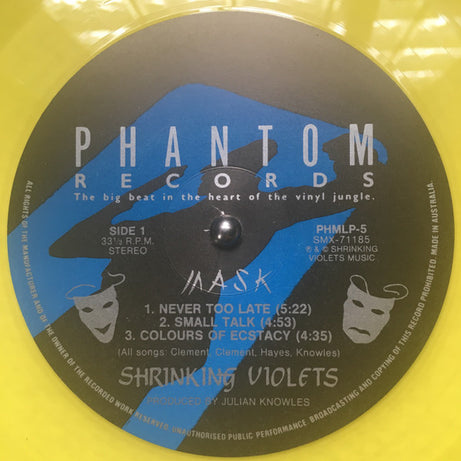 PHANTOM
RECORDS
The big beat in the heart of the vinyl jungle.
SIDE 1
33⅓ R.P.M.
STEREO
PHMLP-5
SMX-71185
℗ & © SHRINKING
VIOLETS MUSIC
MASK
1. NEVER TOO LATE (5:22)
2. SMALL TALK (4:53)
3. COLOURS OF ECSTACY (4:35)
(All songs: Clement, Clement, Hayes, Knowles)
SHRINKING VIOLETS
PRODUCED BY JULIAN KNOWLES
ALL RIGHTS OF THE MANUFACTURER AND OF THE OWNER OF THE RECORDED WORK RESERVED. UNAUTHORISED PUBLIC PERFORMANCE, BROADCASTING AND COPYING OF THIS RECORD PROHIBITED. MADE IN AUSTRALIA.